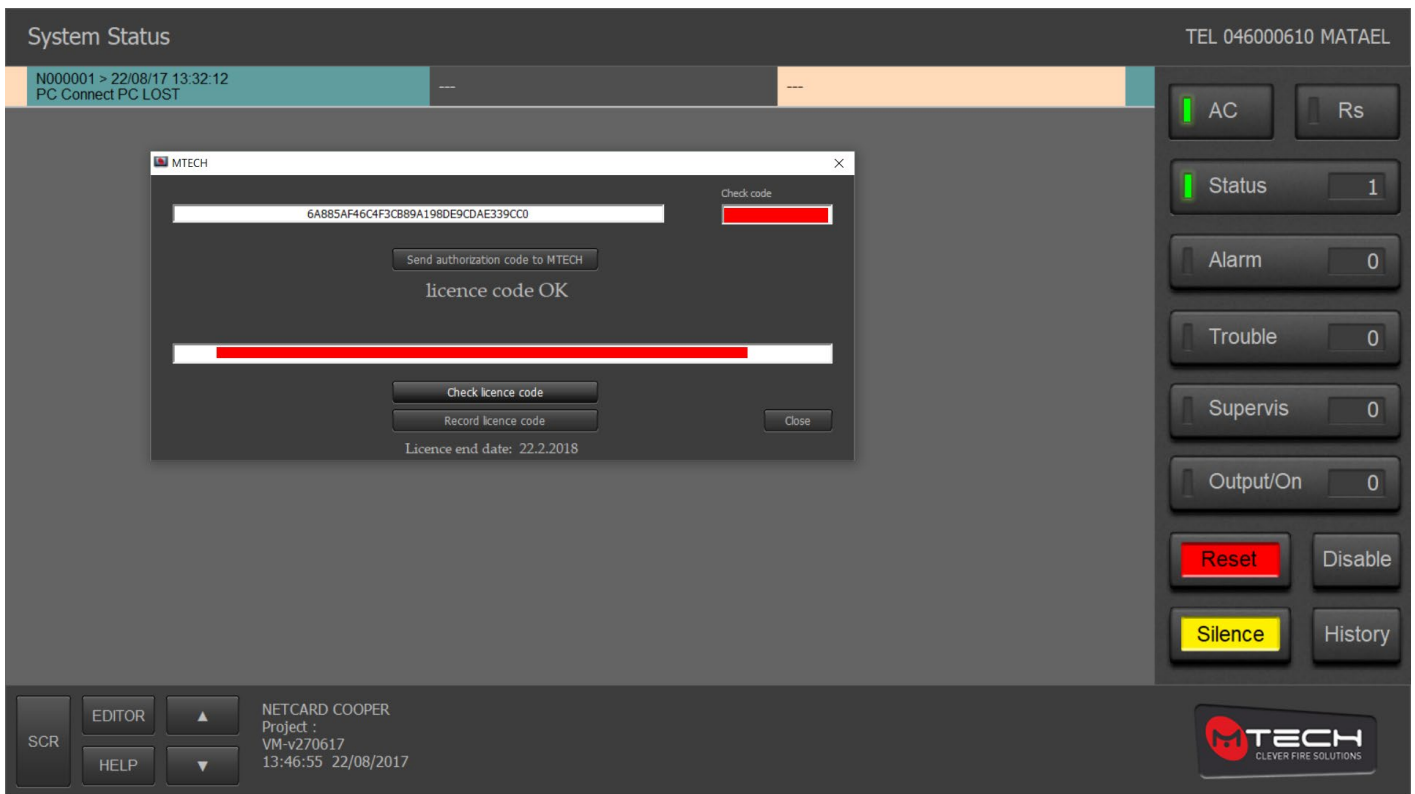 System Status
TEL 046000610 MATAEL
N000001 > 22/08/17 13:32:12
PC Connect PC LOST
---
---
AC
Rs
MTECH
Check code
6A885AF46C4F3CB89A198DE9CDAE339CC0
Status 1
Send authorization code to MTECH
licence code OK
Alarm 0
Trouble 0
Check licence code
Record licence code
Close
Licence end date: 22.2.2018
Supervis 0
Output/On 0
Reset
Disable
Silence
History
SCR
EDITOR
▲
HELP
▼
NETCARD COOPER
Project :
VM-v270617
13:46:55 22/08/2017
MTECH
CLEVER FIRE SOLUTIONS